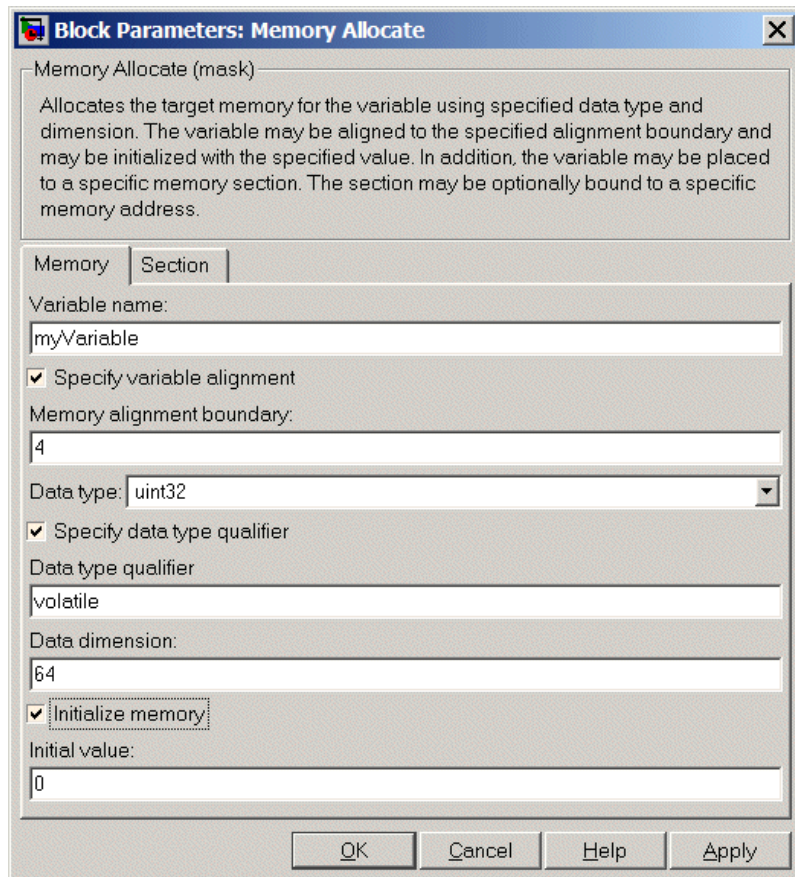 Block Parameters: Memory Allocate
Memory Allocate (mask)
Allocates the target memory for the variable using specified data type and
dimension. The variable may be aligned to the specified alignment boundary and
may be initialized with the specified value. In addition, the variable may be placed
to a specific memory section. The section may be optionally bound to a specific
memory address.
Memory Section
Variable name:
myVariable
Specify variable alignment
Memory alignment boundary:
4
Data type: uint32
Specify data type qualifier
Data type qualifier
volatile
Data dimension:
64
Initialize memory
Initial value:
0
OK Cancel Help Apply